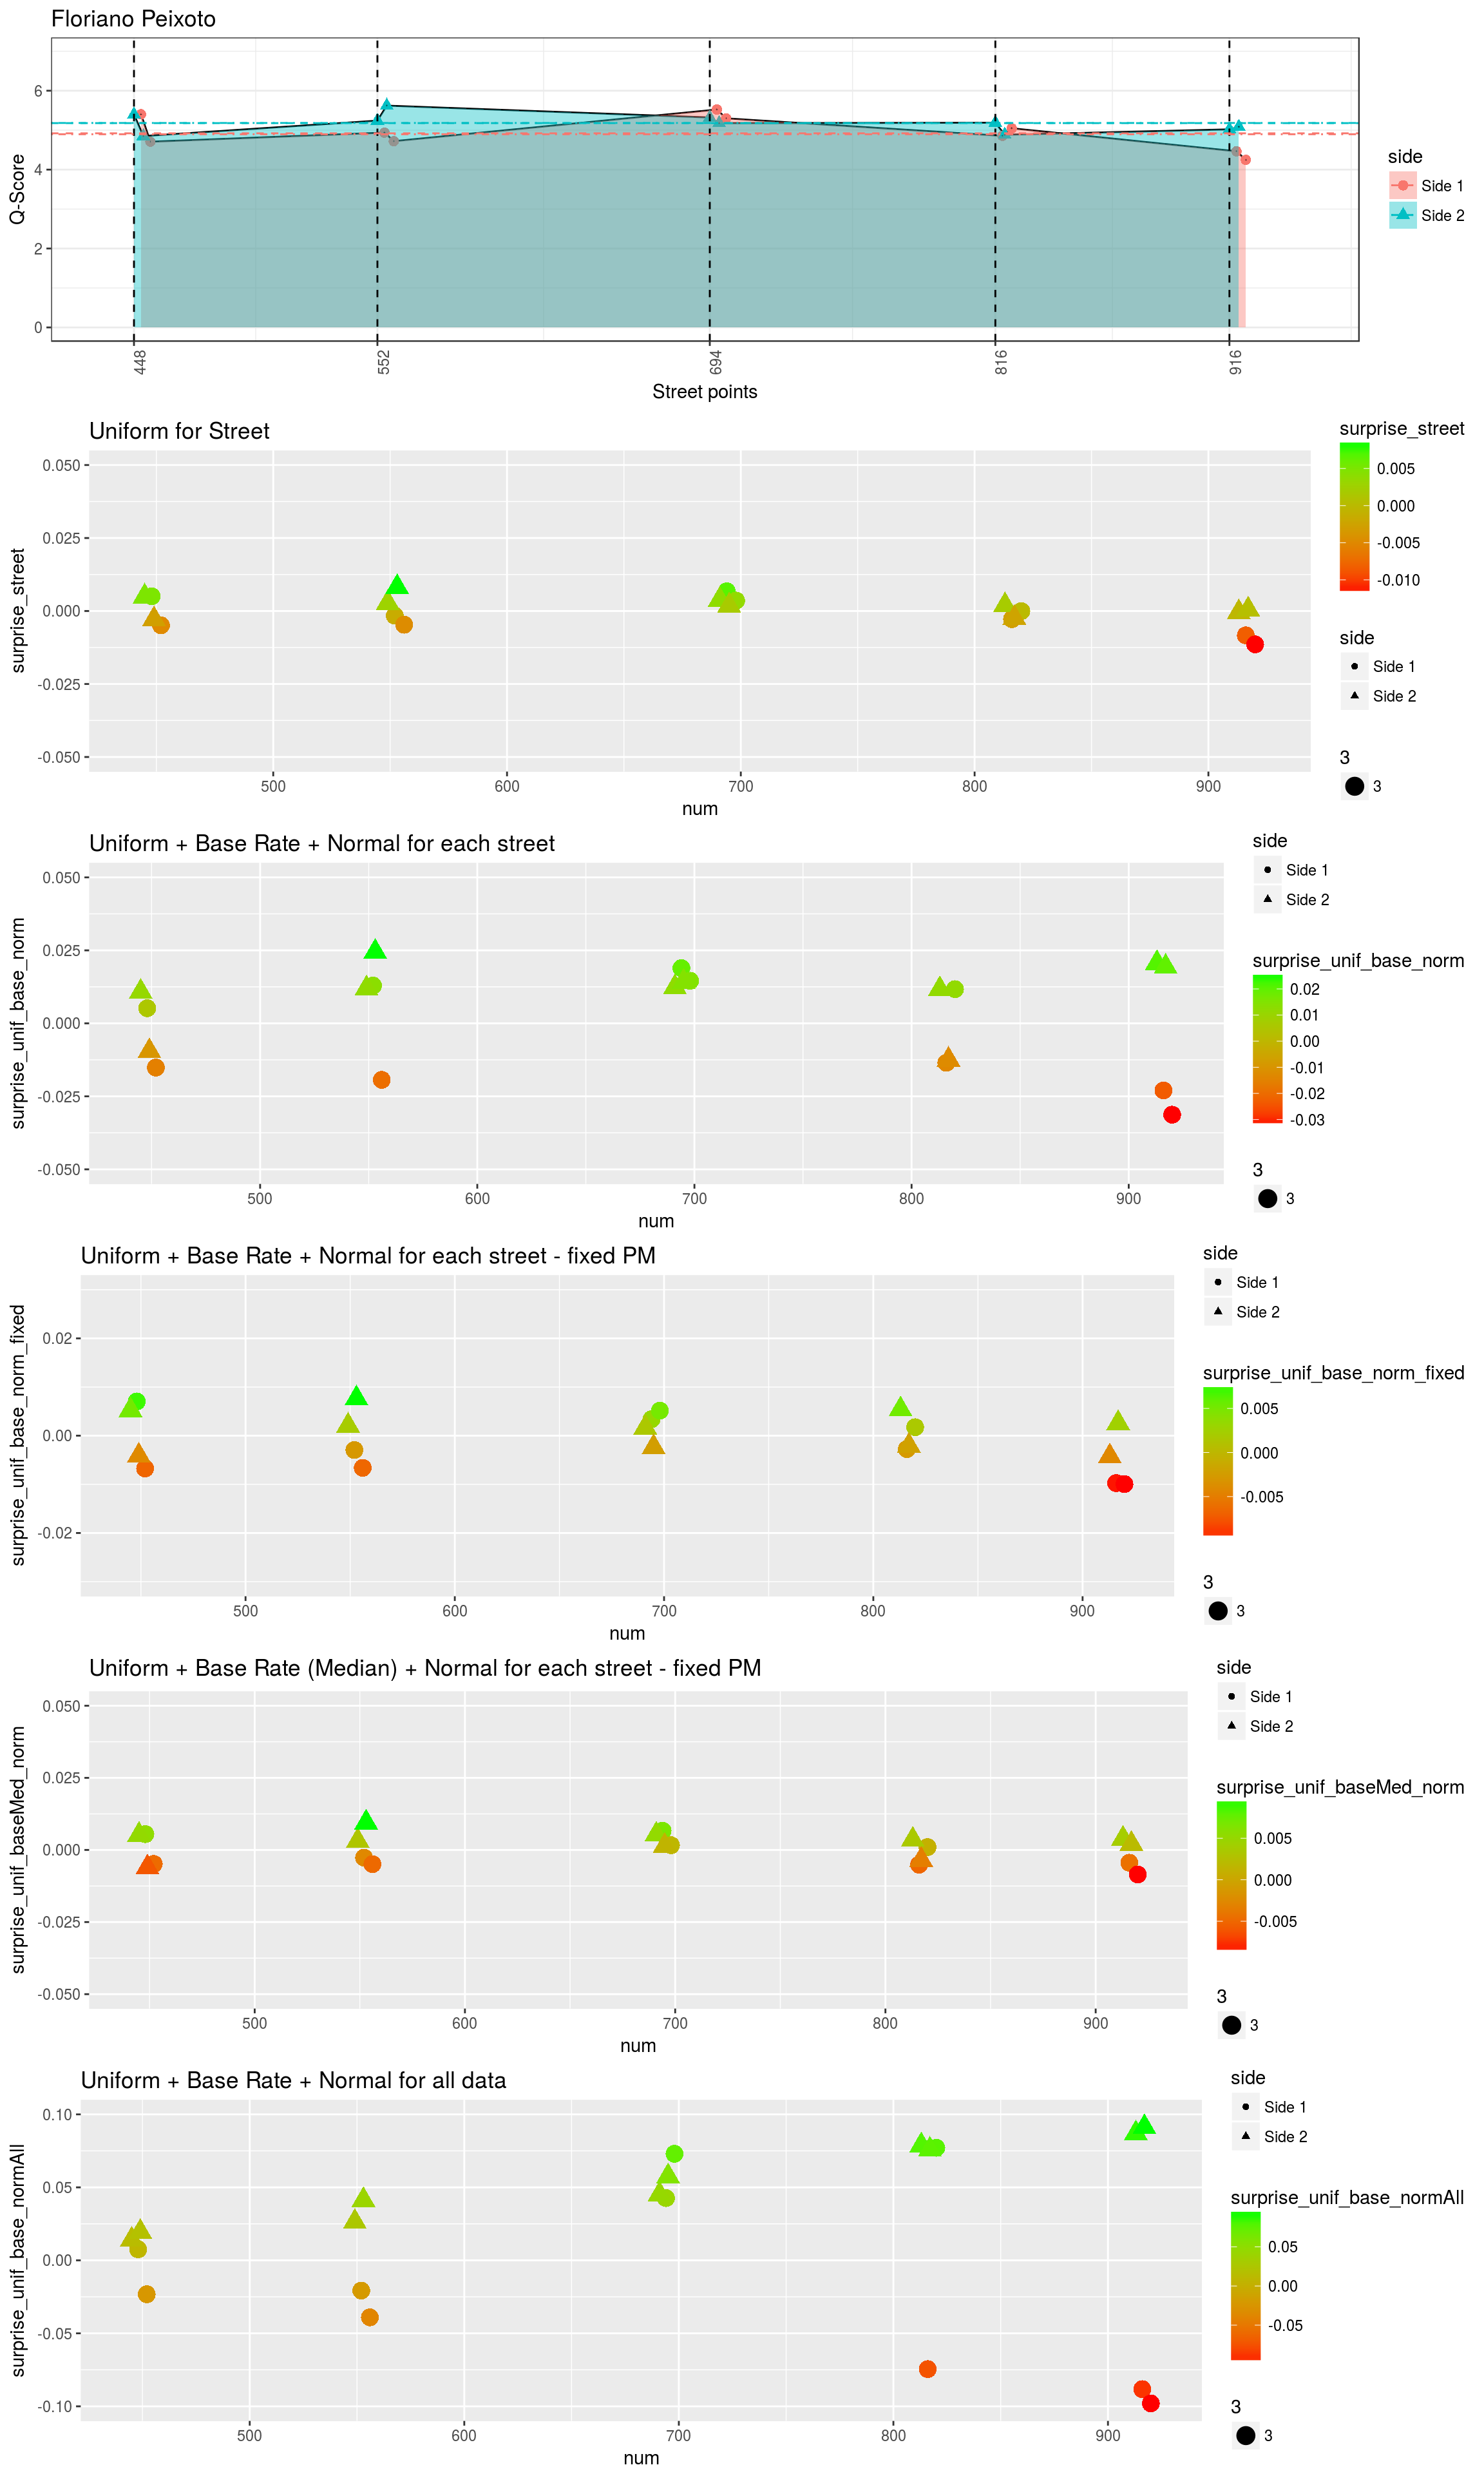 Floriano Peixoto
6
4
2
0
Q-Score
448
552
694
816
916
Street points
side
Side 1
Side 2
Uniform for Street
0.050
0.025
0.000
-0.025
-0.050
surprise_street
500
600
700
800
900
num
surprise_street
0.005
0.000
-0.005
-0.010
side
Side 1
Side 2
3
3
Uniform + Base Rate + Normal for each street
0.050
0.025
0.000
-0.025
-0.050
surprise_unif_base_norm
500
600
700
800
900
num
side
Side 1
Side 2
surprise_unif_base_norm
0.02
0.01
0.00
-0.01
-0.02
-0.03
3
3
Uniform + Base Rate + Normal for each street - fixed PM
0.02
0.00
-0.02
surprise_unif_base_norm_fixed
500
600
700
800
900
num
side
Side 1
Side 2
surprise_unif_base_norm_fixed
0.005
0.000
-0.005
3
3
Uniform + Base Rate (Median) + Normal for each street - fixed PM
0.050
0.025
0.000
-0.025
-0.050
surprise_unif_baseMed_norm
500
600
700
800
900
num
side
Side 1
Side 2
surprise_unif_baseMed_norm
0.005
0.000
-0.005
3
3
Uniform + Base Rate + Normal for all data
0.10
0.05
0.00
-0.05
-0.10
surprise_unif_base_normAll
500
600
700
800
900
num
side
Side 1
Side 2
surprise_unif_base_normAll
0.05
0.00
-0.05
3
3